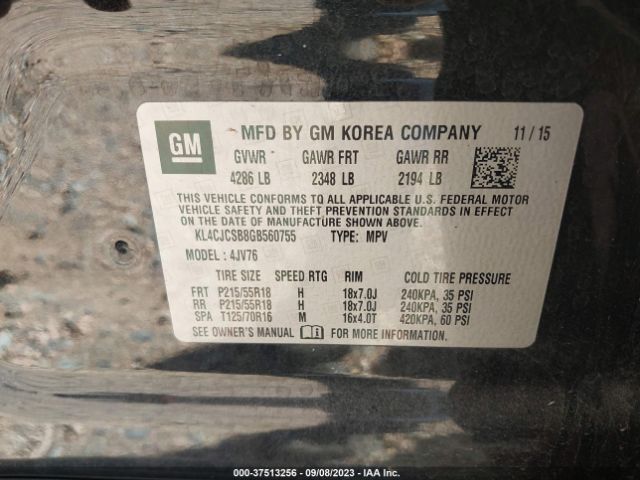 GM
MFD BY GM KOREA COMPANY 11/15
GVWR GAWR FRT GAWR RR
4286 LB 2348 LB 2194 LB
THIS VEHICLE CONFORMS TO ALL APPLICABLE U.S. FEDERAL MOTOR
VEHICLE SAFETY AND THEFT PREVENTION STANDARDS IN EFFECT
ON THE DATE OF MANUFACTURE SHOWN ABOVE.
KL4CJCSB8GB560755 TYPE: MPV
MODEL: 4JV76
TIRE SIZE SPEED RTG RIM COLD TIRE PRESSURE
FRT P215/55R18 H 18x7.0J 240KPA, 35 PSI
RR P215/55R18 H 18x7.0J 240KPA, 35 PSI
SPA T125/70R16 M 16x4.0T 420KPA, 60 PSI
SEE OWNER'S MANUAL FOR MORE INFORMATION.
000-37513256 - 09/08/2023 - IAA Inc.